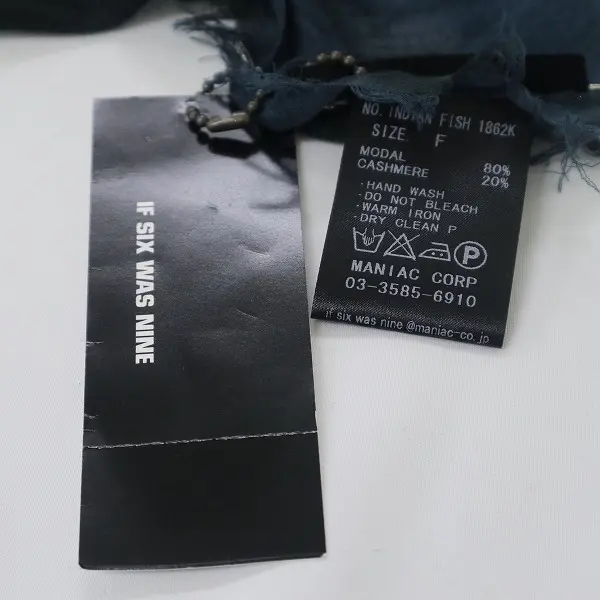 IF SIX WAS NINE
NO. INDIAN FISH 1862K
SIZE F
MODAL 80%
CASHMERE 20%
・HAND WASH
・DO NOT BLEACH
・WARM IRON
・DRY CLEAN P
P
MANIAC CORP
03-3585-6910
if six was nine @maniac-co.jp